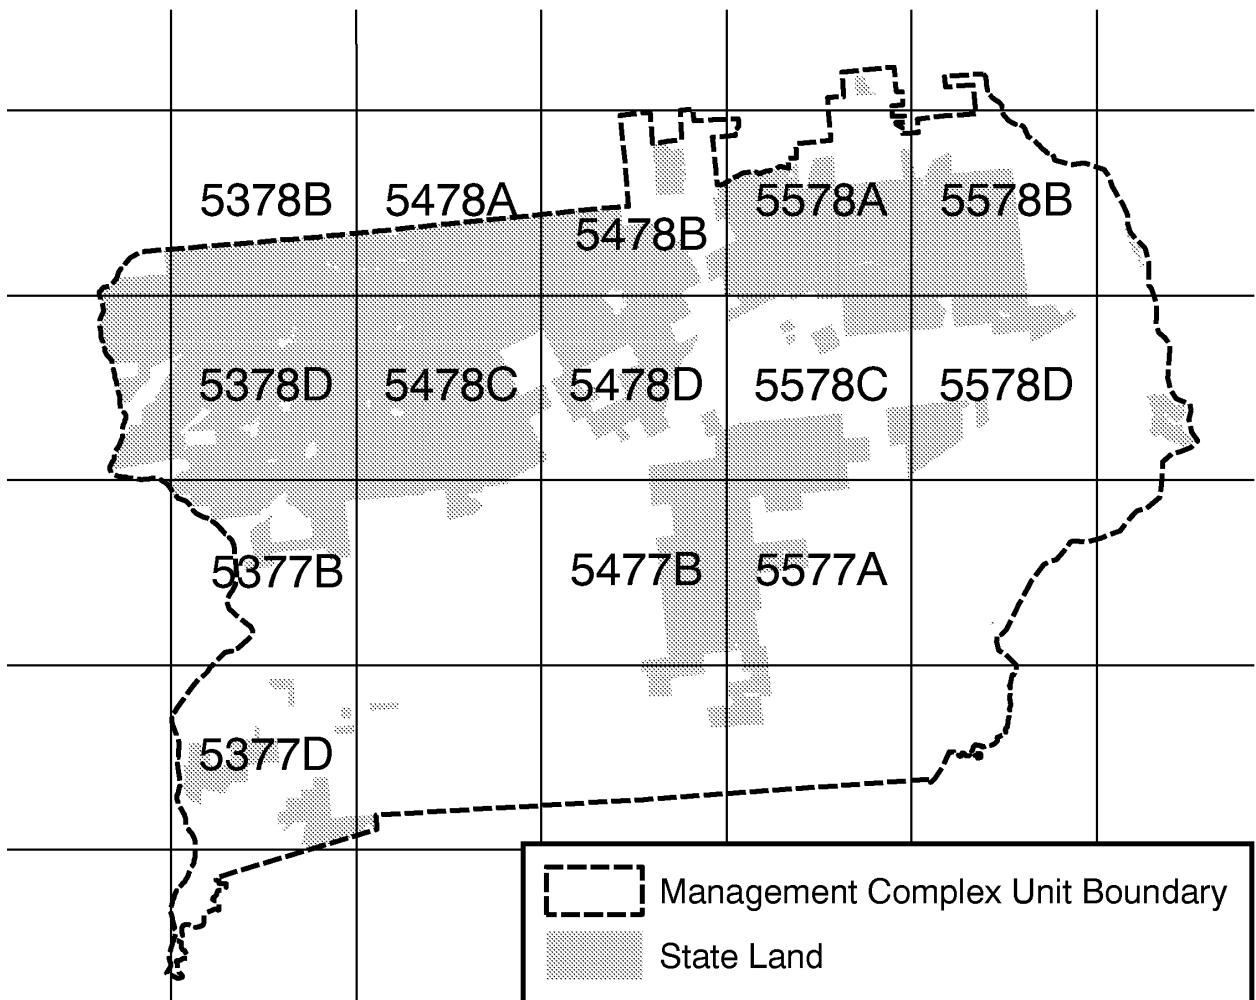 5378B 5478A 5578A 5578B
5478B
5378D 5478C 5478D 5578C 5578D
5377B 5477B 5577A
5377D
Management Complex Unit Boundary
State Land